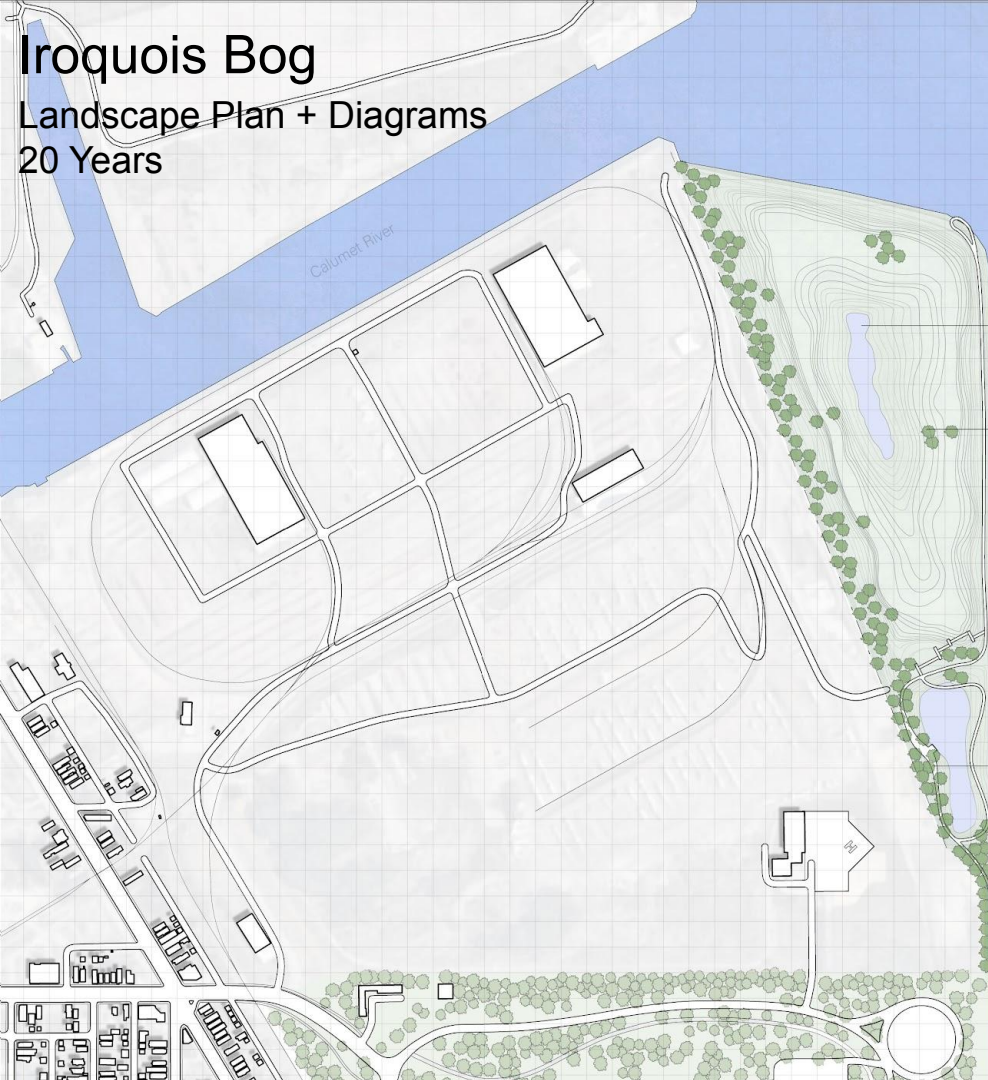 Iroquois Bog
Landscape Plan + Diagrams
20 Years
Calumet River
H